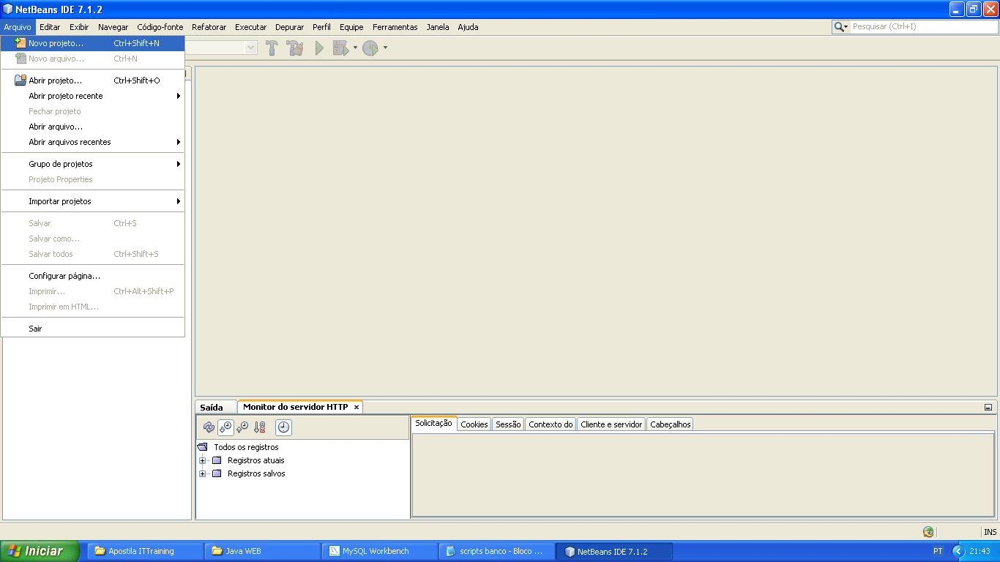 NetBeans IDE 7.1.2
Arquivo Editar Exibir Navegar Código-fonte Refatorar Executar Depurar Perfil Equipe Ferramentas Janela Ajuda Pesquisar (Ctrl+I)
Novo projeto... Ctrl+Shift+N
Novo arquivo... Ctrl+N
Abrir projeto... Ctrl+Shift+O
Abrir projeto recente
Fechar projeto
Abrir arquivo...
Abrir arquivos recentes
Grupo de projetos
Projeto Properties
Importar projetos
Salvar Ctrl+S
Salvar como...
Salvar todos Ctrl+Shift+S
Configurar página...
Imprimir... Ctrl+Alt+Shift+P
Imprimir em HTML...
Sair
Saída Monitor do servidor HTTP
Solicitação Cookies Sessão Contexto do Cliente e servidor Cabeçalhos
Todos os registros
Registros atuais
Registros salvos
INS
Iniciar Apostila ITTraining Java WEB MySQL Workbench scripts banco - Bloco ... NetBeans IDE 7.1.2 PT 21:43